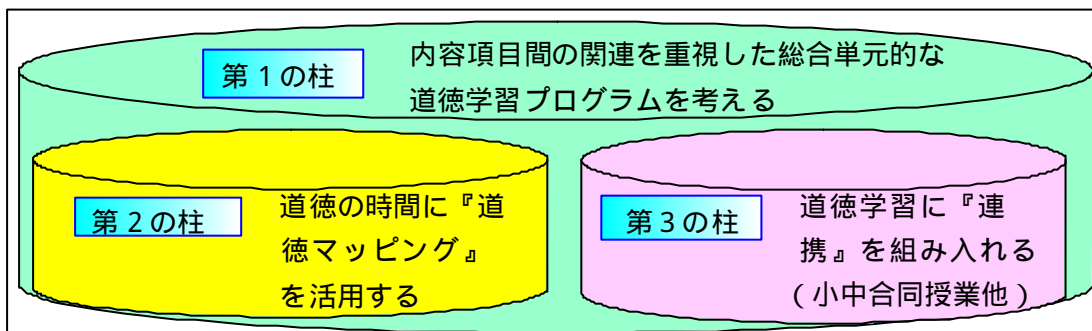 第1の柱
内容項目間の関連を重視した総合単元的な
道徳学習プログラムを考える
第2の柱
道徳の時間に『道
徳マッピング』
を活用する
第3の柱
道徳学習に『連
携』を組み入れる
(小中合同授業他)